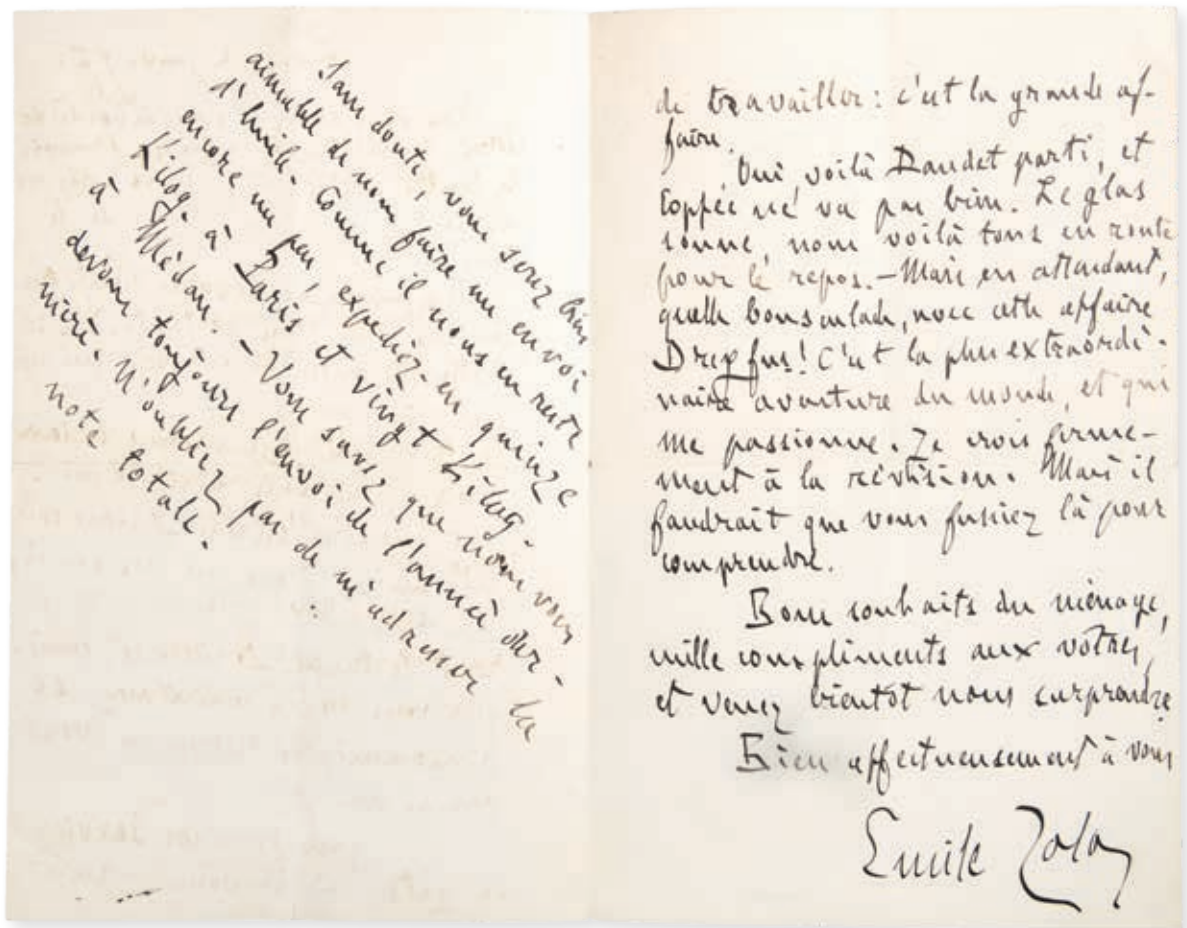 Sans doute, vous serez bien
aimable de nous faire un envoi
d'huile. Comme il nous en reste
encore un peu, expédiez-en quinze
Kilog. à Paris et vingt Kilog.
à Médan. – Vous savez que nous vous
devons toujours l'envoi de l'année der-
nière. N'oubliez pas de m'adresser la
note totale.
de travailler : c'est la grande af-
faire.
Oui, voilà Daudet parti, et
Coppée ne va pas bien. Le glas
sonne, nous voilà tous en route
pour le repos. – Mais en attendant,
quelle bousculade, avec cette affaire
Dreyfus ! C'est la plus extraordi-
naire aventure du monde, et qui
me passionne. Je crois ferme-
ment à la révision. Mais il
faudrait que vous fussiez là pour
comprendre.
Bons souhaits du ménage,
mille compliments aux vôtres,
et venez bientôt nous surprendre
Bien affectueusement à vous
Emile Zola